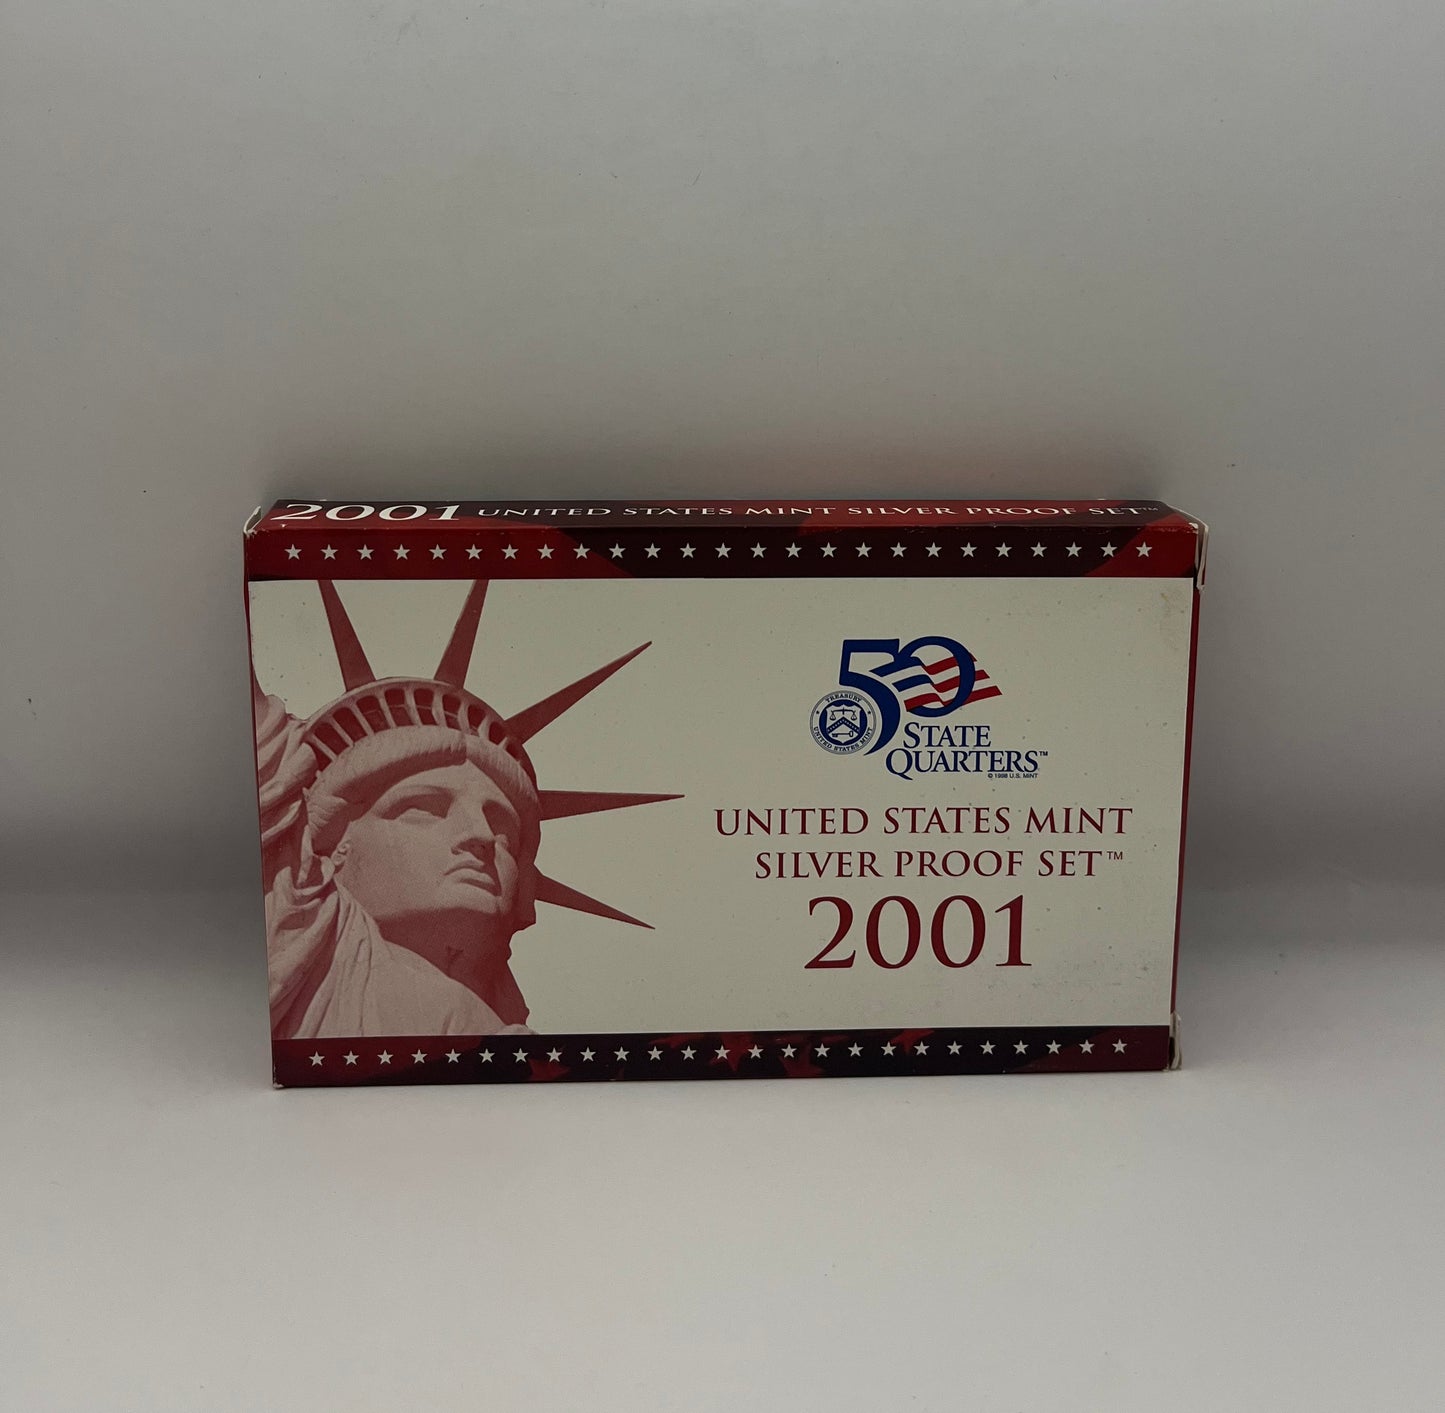 2001 UNITED STATES MINT SILVER PROOF SET™
50
TREASURY
UNITED STATES MINT
STATE
QUARTERS™
© 1998 U.S. MINT
UNITED STATES MINT
SILVER PROOF SET™
2001